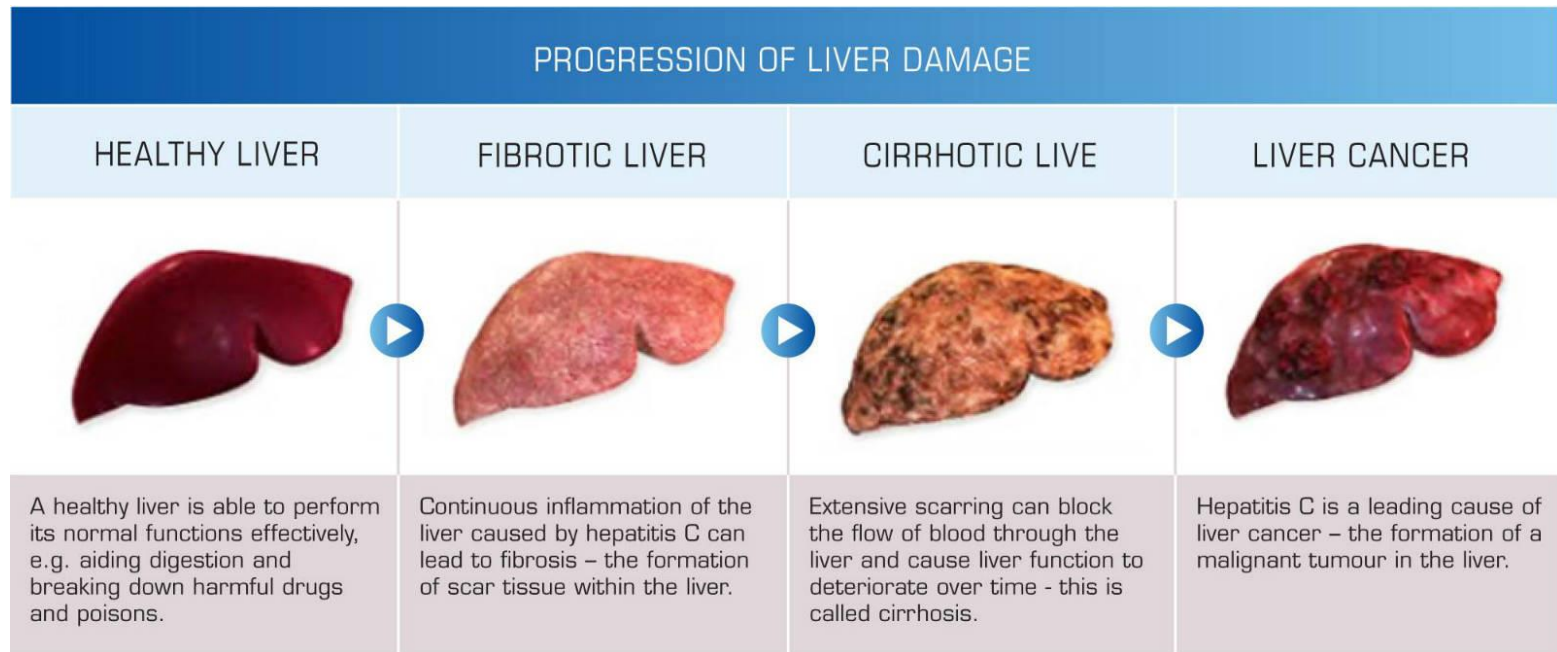 PROGRESSION OF LIVER DAMAGE
HEALTHY LIVER
FIBROTIC LIVER
CIRRHOTIC LIVE
LIVER CANCER
A healthy liver is able to perform
its normal functions effectively,
e.g. aiding digestion and
breaking down harmful drugs
and poisons.
Continuous inflammation of the
liver caused by hepatitis C can
lead to fibrosis – the formation
of scar tissue within the liver.
Extensive scarring can block
the flow of blood through the
liver and cause liver function to
deteriorate over time - this is
called cirrhosis.
Hepatitis C is a leading cause of
liver cancer – the formation of a
malignant tumour in the liver.